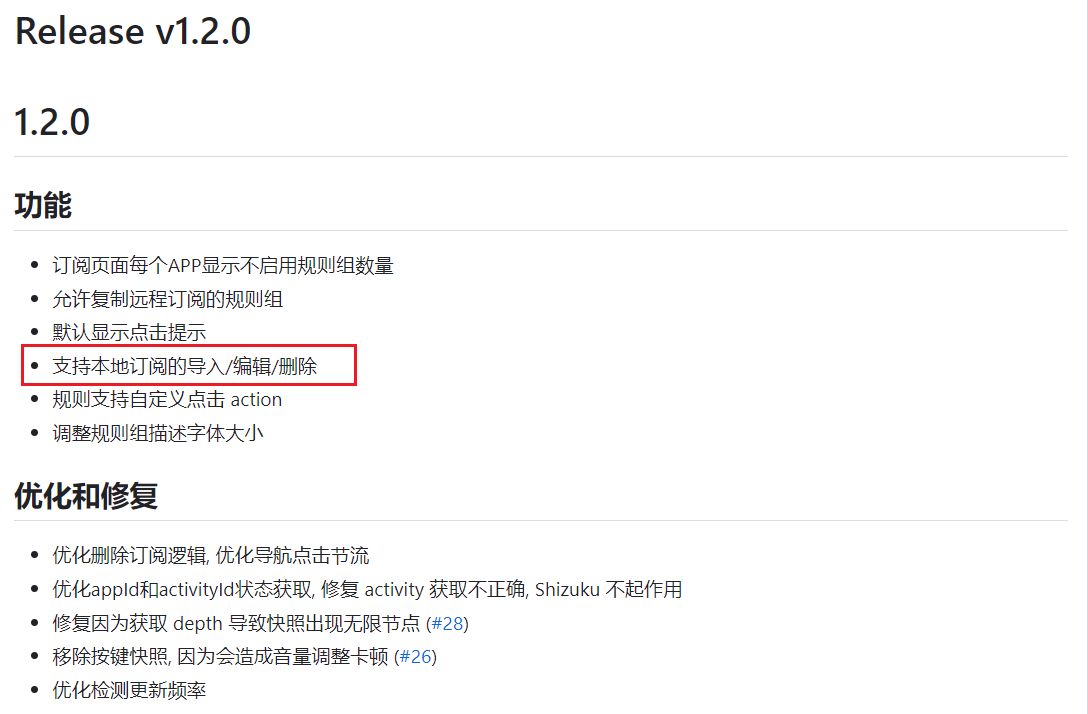 Release v1.2.0
1.2.0
功能
订阅页面每个APP显示不启用规则组数量
允许复制远程订阅的规则组
默认显示点击提示
支持本地订阅的导入/编辑/删除
规则支持自定义点击 action
调整规则组描述字体大小
优化和修复
优化删除订阅逻辑, 优化导航点击节流
优化appId和activityId状态获取, 修复 activity 获取不正确, Shizuku 不起作用
修复因为获取 depth 导致快照出现无限节点 (#28)
移除按键快照, 因为会造成音量调整卡顿 (#26)
优化检测更新频率